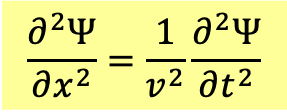 ∂²Ψ/∂x² = 1/v² ∂²Ψ/∂t²